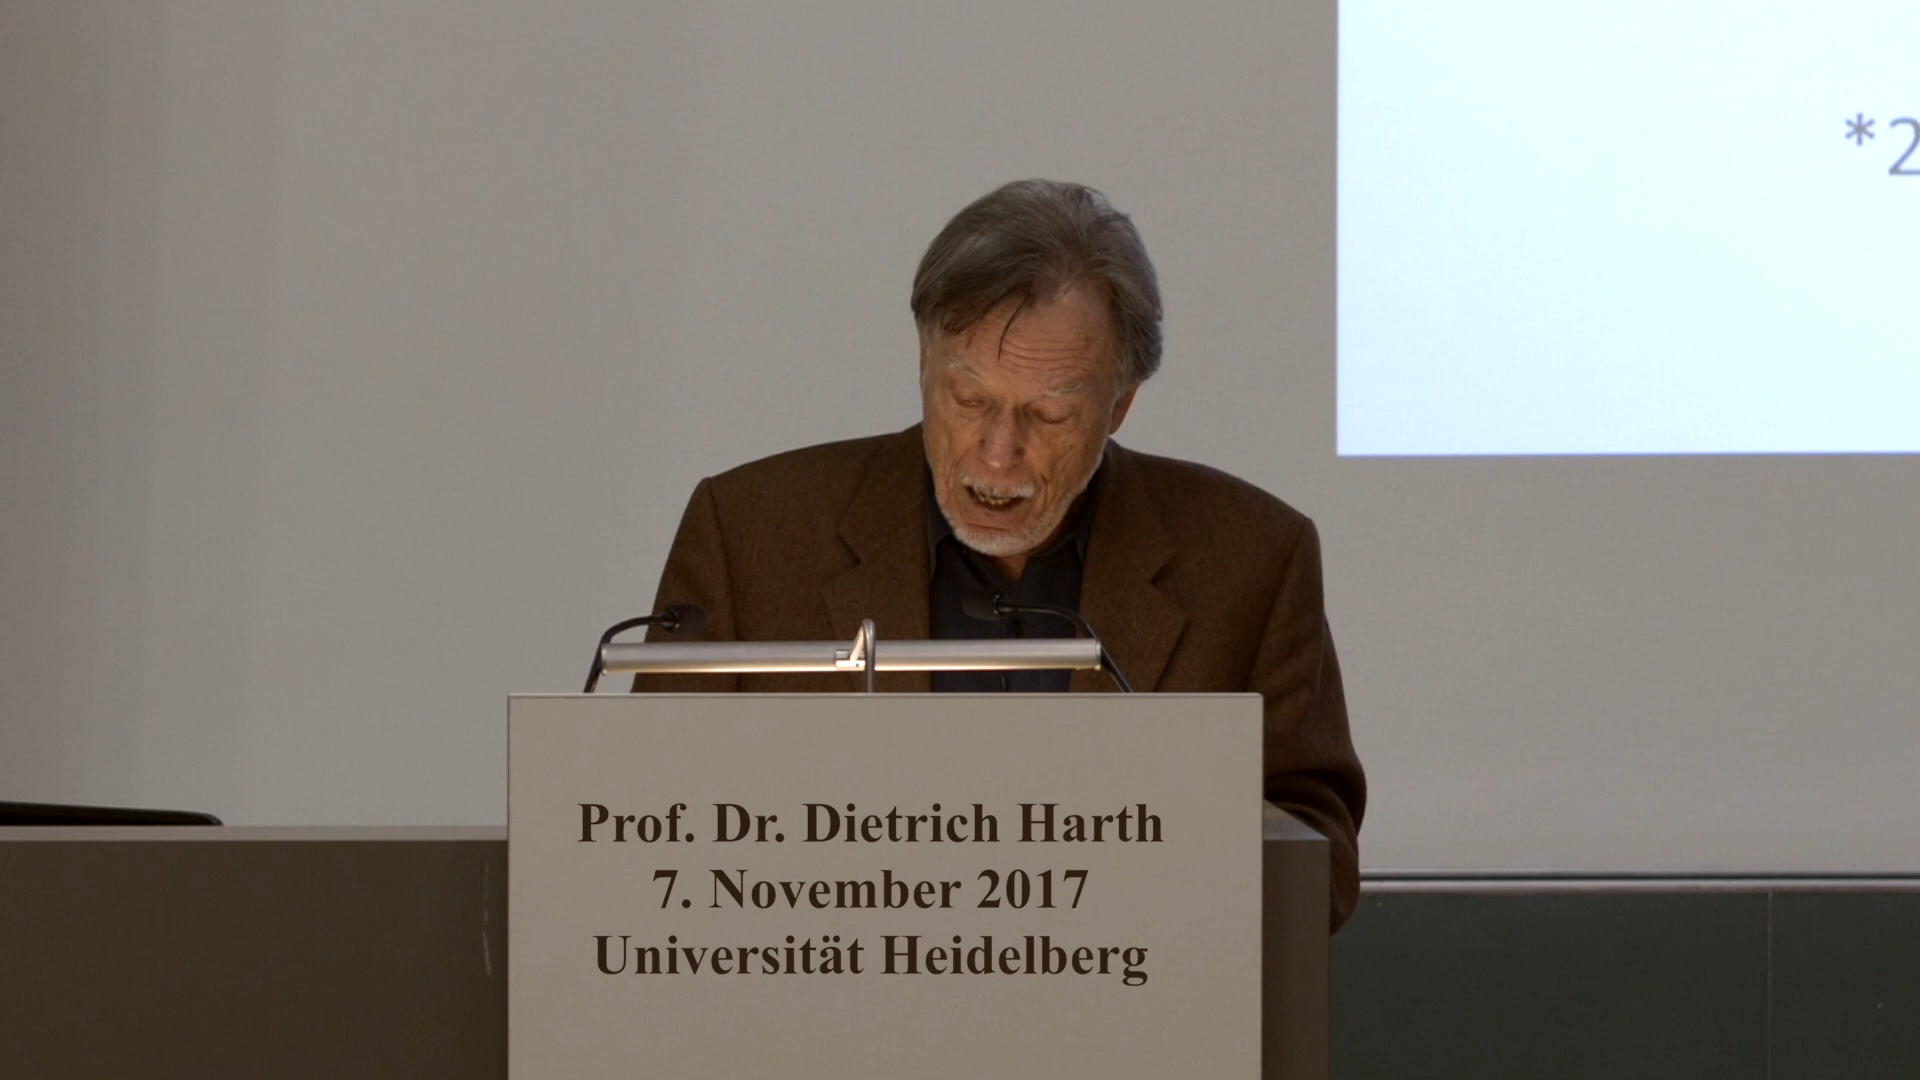 *2
Prof. Dr. Dietrich Harth
7. November 2017
Universität Heidelberg